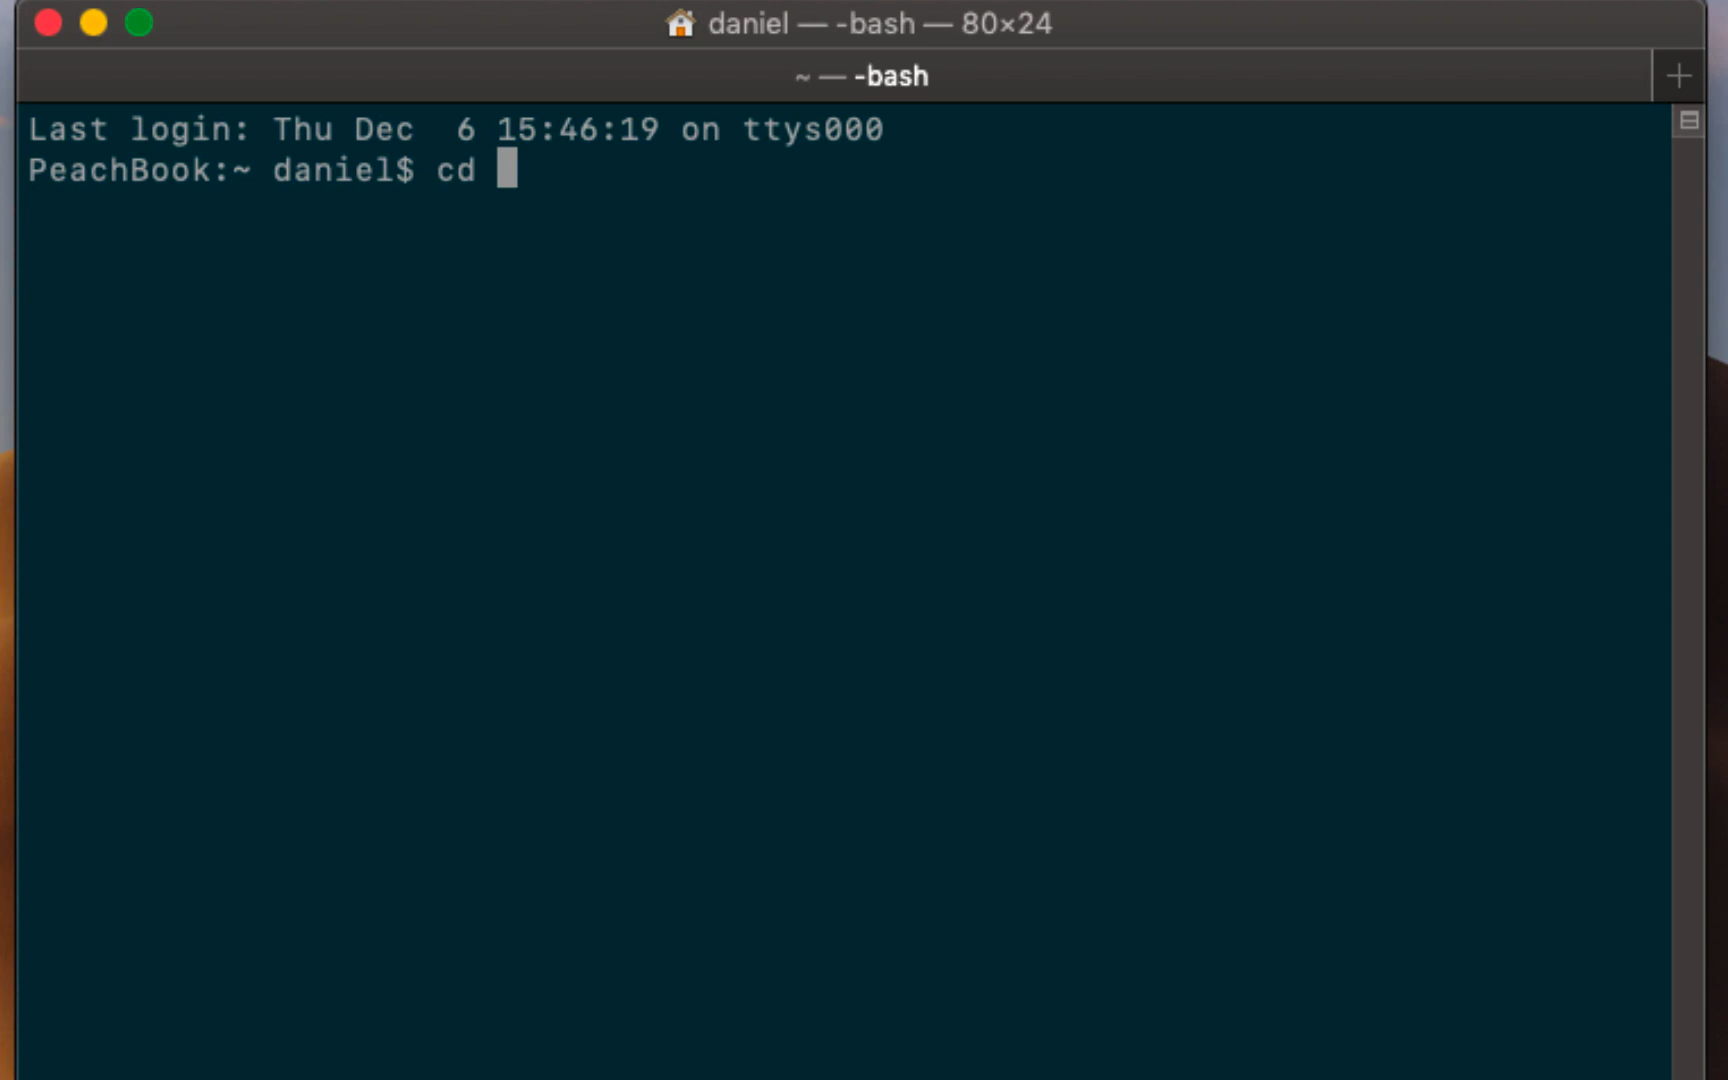 daniel — -bash — 80×24
~ — -bash
Last login: Thu Dec  6 15:46:19 on ttys000
PeachBook:~ daniel$ cd